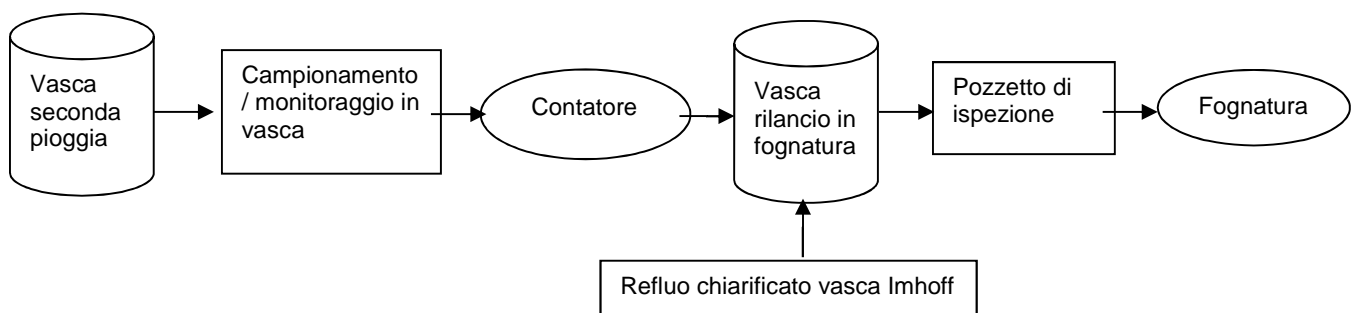 Vasca
seconda
pioggia
Campionamento
/ monitoraggio in
vasca
Contatore
Vasca
rilancio in
fognatura
Pozzetto di
ispezione
Fognatura
Refluo chiarificato vasca Imhoff